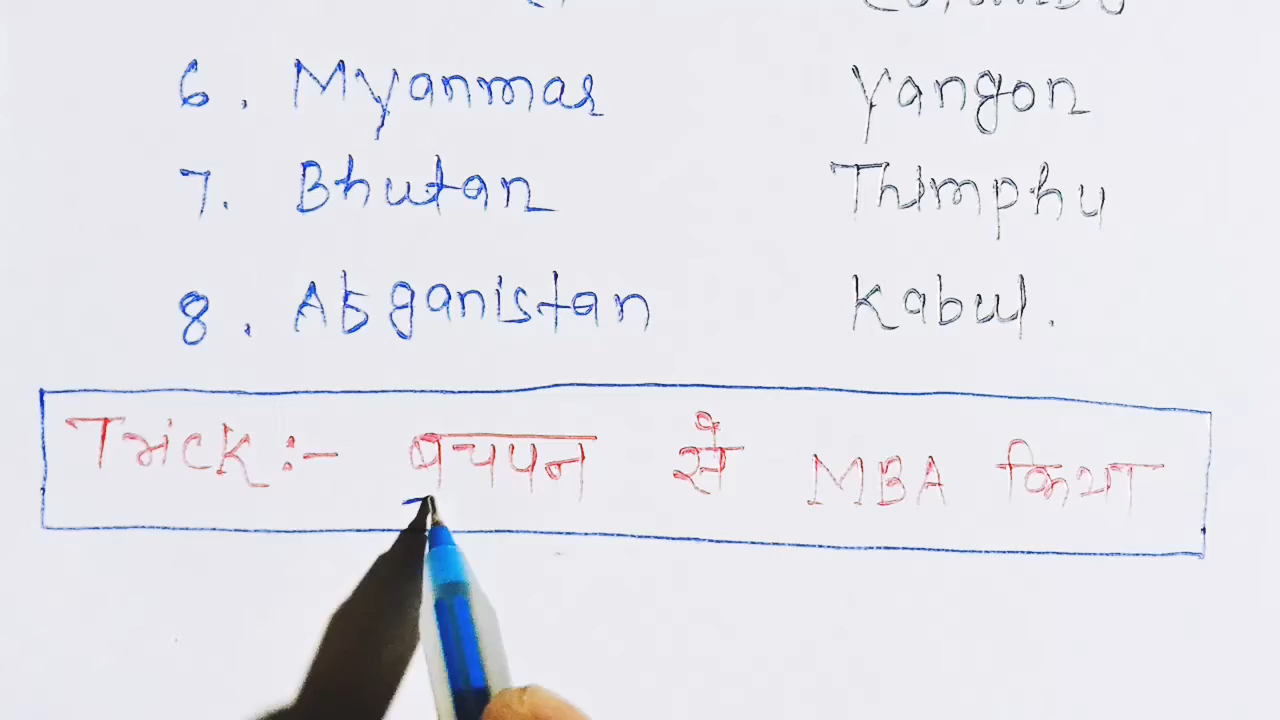 6. Myanmar Yangon
7. Bhutan Thimphu
8. Afganistan Kabul.
Trick:- बचपन से MBA किया